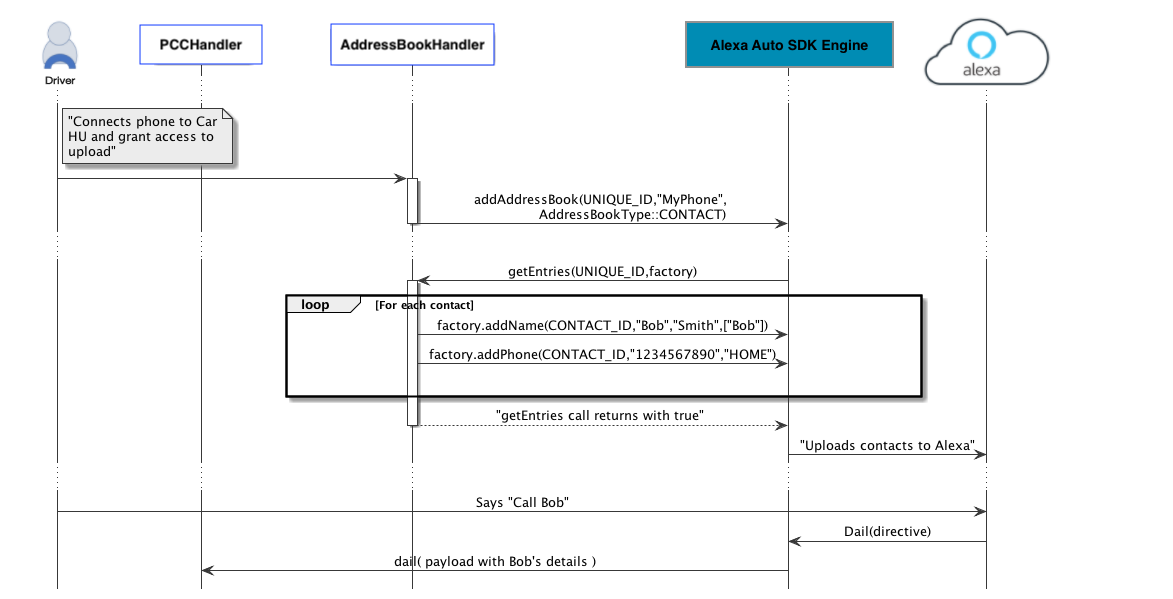 PCCHandler
AddressBookHandler
Alexa Auto SDK Engine
alexa
Driver
"Connects phone to Car
HU and grant access to
upload"
addAddressBook(UNIQUE_ID,"MyPhone",
AddressBookType::CONTACT)
getEntries(UNIQUE_ID,factory)
loop
[For each contact]
factory.addName(CONTACT_ID,"Bob","Smith",["Bob"])
factory.addPhone(CONTACT_ID,"1234567890","HOME")
"getEntries call returns with true"
"Uploads contacts to Alexa"
Says "Call Bob"
Dail(directive)
dail( payload with Bob's details )